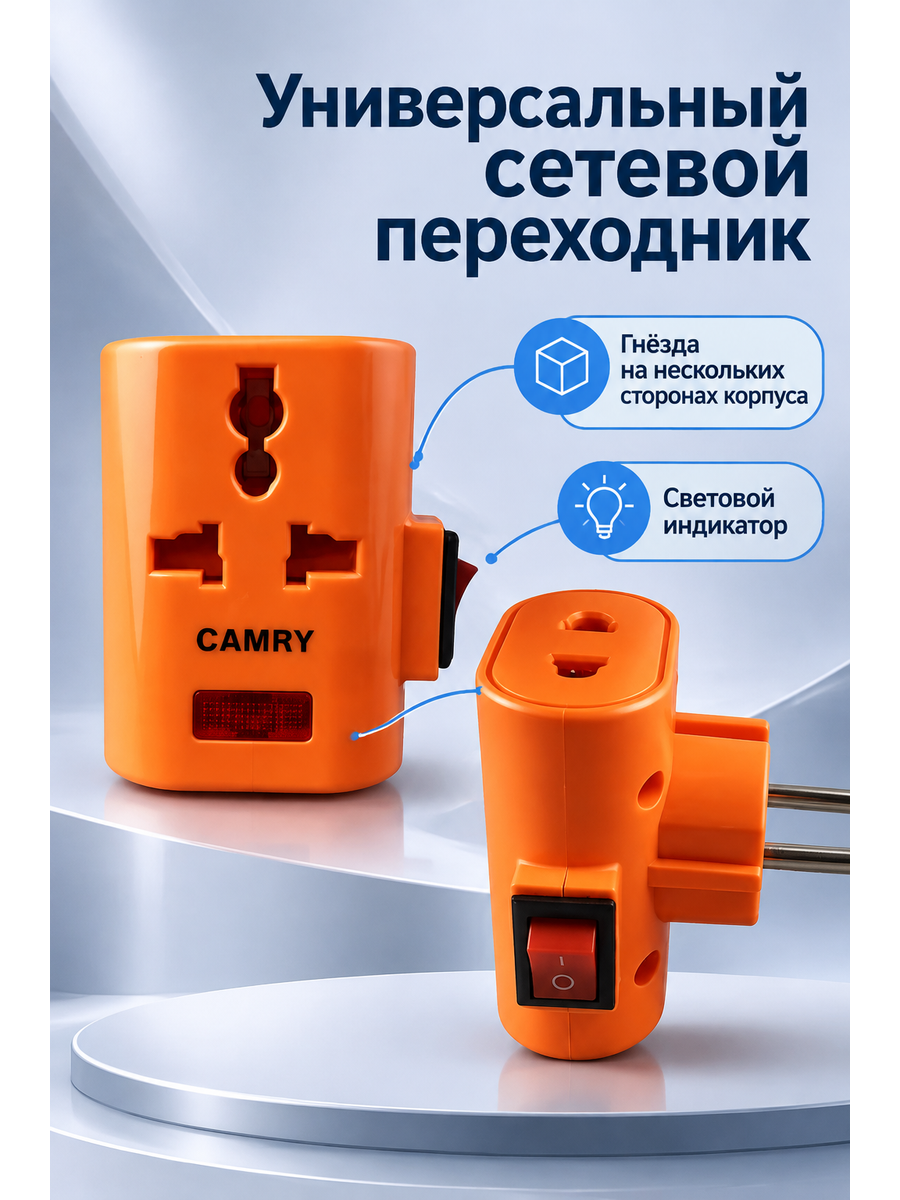 Универсальный
сетевой
переходник
Гнёзда
на нескольких
сторонах корпуса
Световой
индикатор
CAMRY
I
O